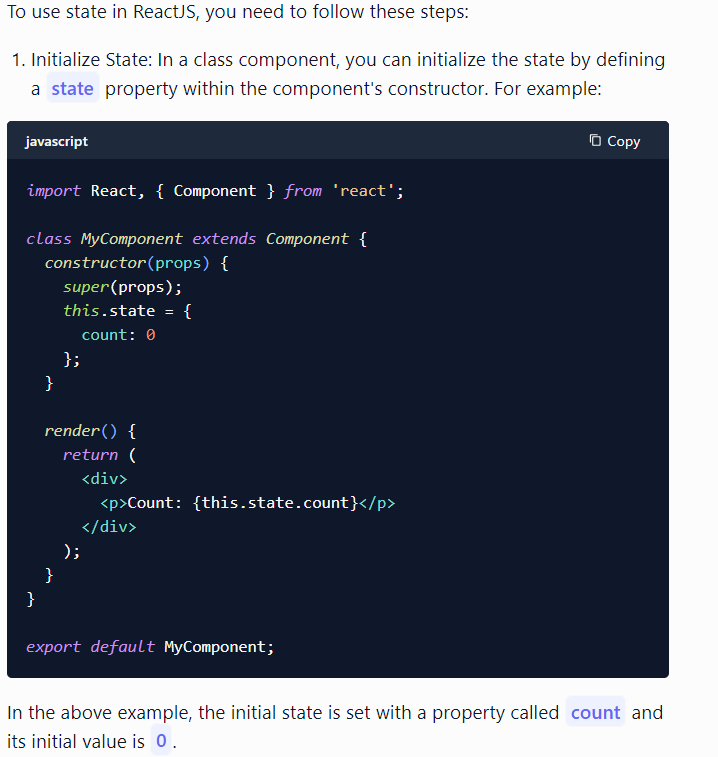 To use state in ReactJS, you need to follow these steps:
1. Initialize State: In a class component, you can initialize the state by defining
a state property within the component's constructor. For example:
javascript Copy
import React, { Component } from 'react';
class MyComponent extends Component {
constructor(props) {
super(props);
this.state = {
count: 0
};
}
render() {
return (
<div>
<p>Count: {this.state.count}</p>
</div>
);
}
}
export default MyComponent;
In the above example, the initial state is set with a property called count and
its initial value is 0 .